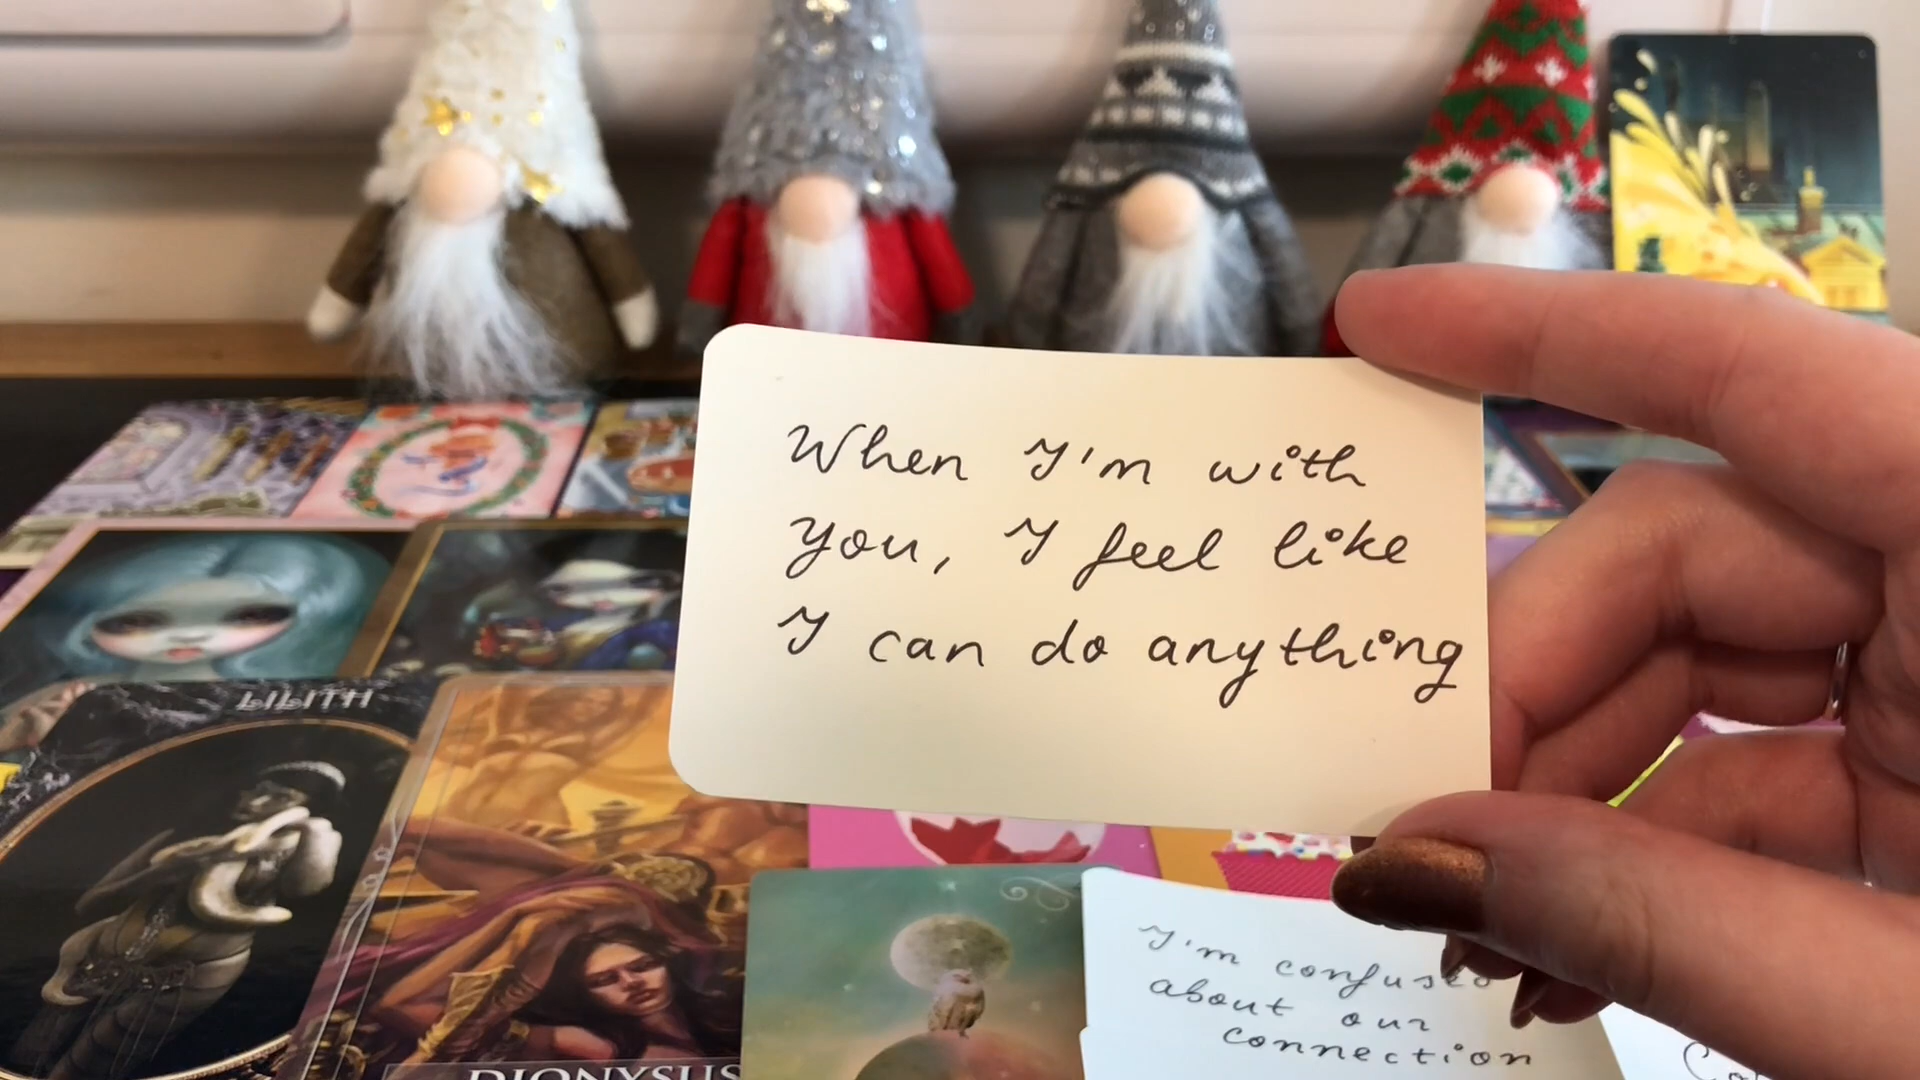 When I'm with
you, I feel like
I can do anything
LILITH
DIONYSUS
I'm confused
about our
connection